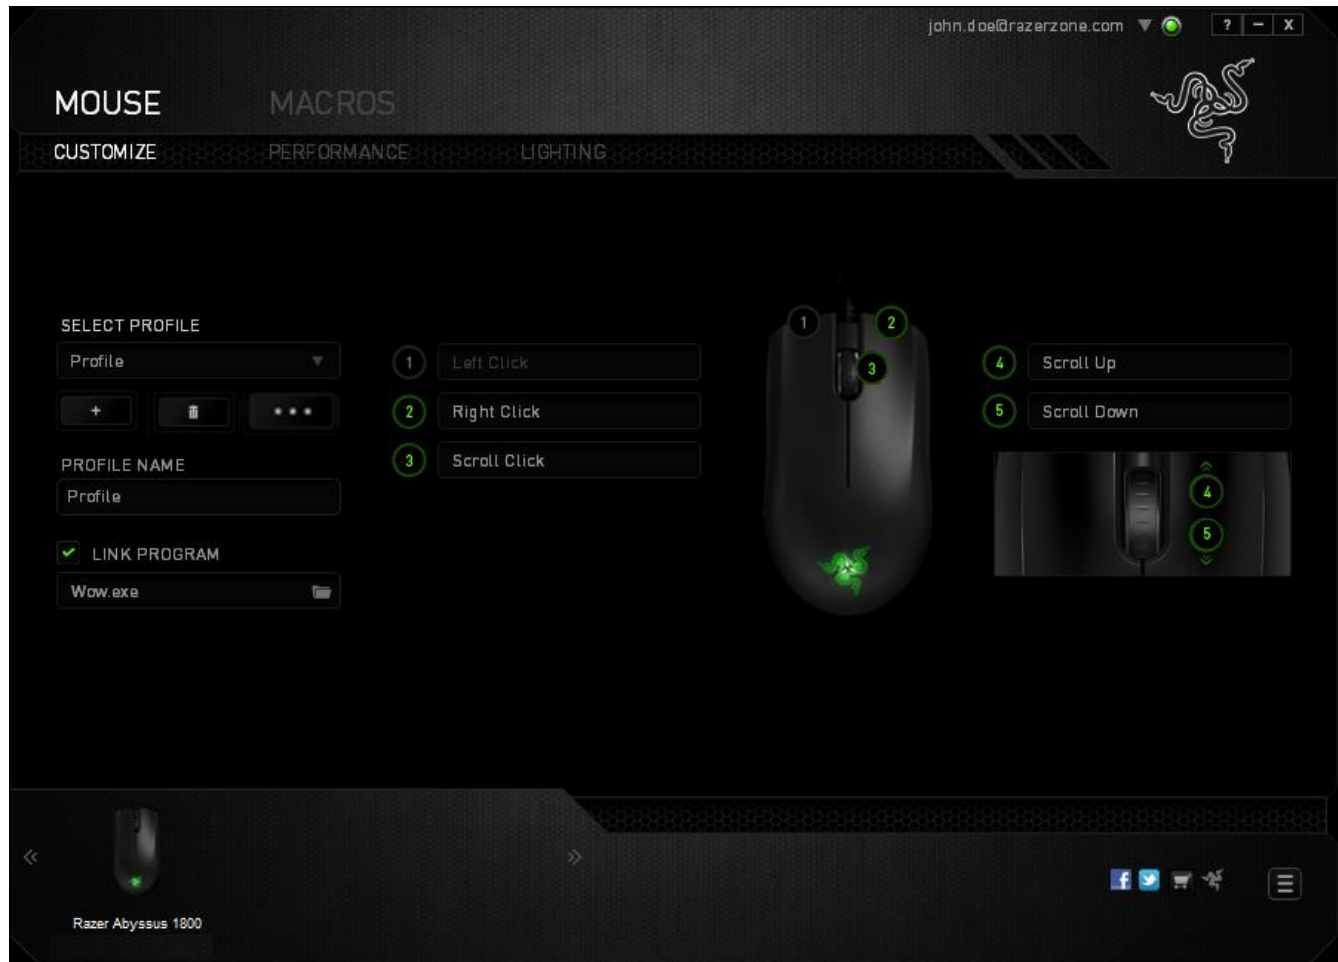 john.doe@razerzone.com
? – X
MOUSE MACROS
CUSTOMIZE PERFORMANCE LIGHTING
SELECT PROFILE
Profile
+
PROFILE NAME
Profile
LINK PROGRAM
Wow.exe
1 Left Click
2 Right Click
3 Scroll Click
1 2
3
4 Scroll Up
5 Scroll Down
4
5
Razer Abyssus 1800
f